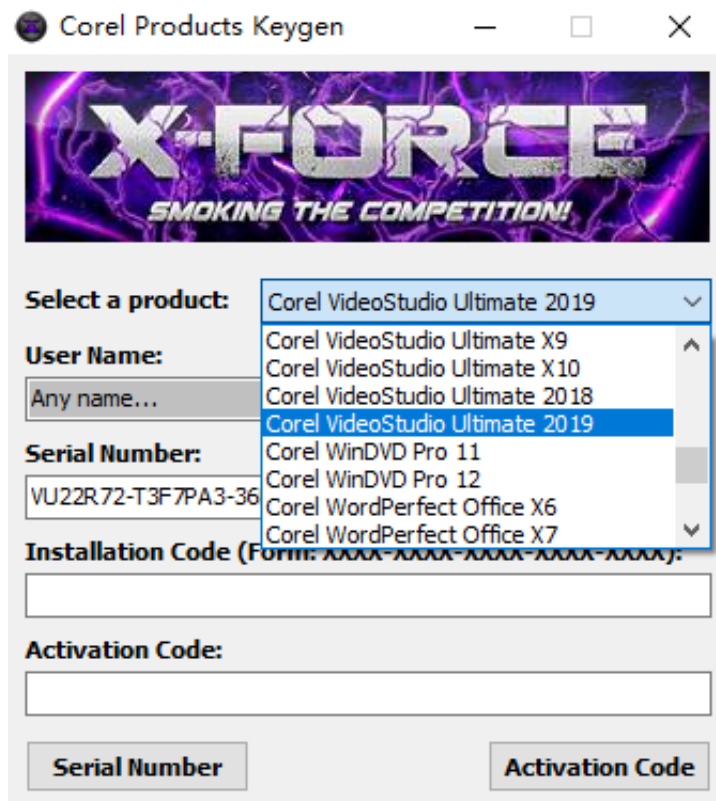 Corel Products Keygen
X-FORCE
SMOKING THE COMPETITION!
Select a product:
Corel VideoStudio Ultimate 2019
Corel VideoStudio Ultimate X9
User Name:
Corel VideoStudio Ultimate X10
Any name...
Corel VideoStudio Ultimate 2018
Corel VideoStudio Ultimate 2019
Serial Number:
Corel WinDVD Pro 11
Corel WinDVD Pro 12
VU22R72-T3F7PA3-36
Corel WordPerfect Office X6
Corel WordPerfect Office X7
Installation Code (Form: XXXX-XXXX-XXXX-XXXX-XXXX):
Activation Code:
Serial Number
Activation Code